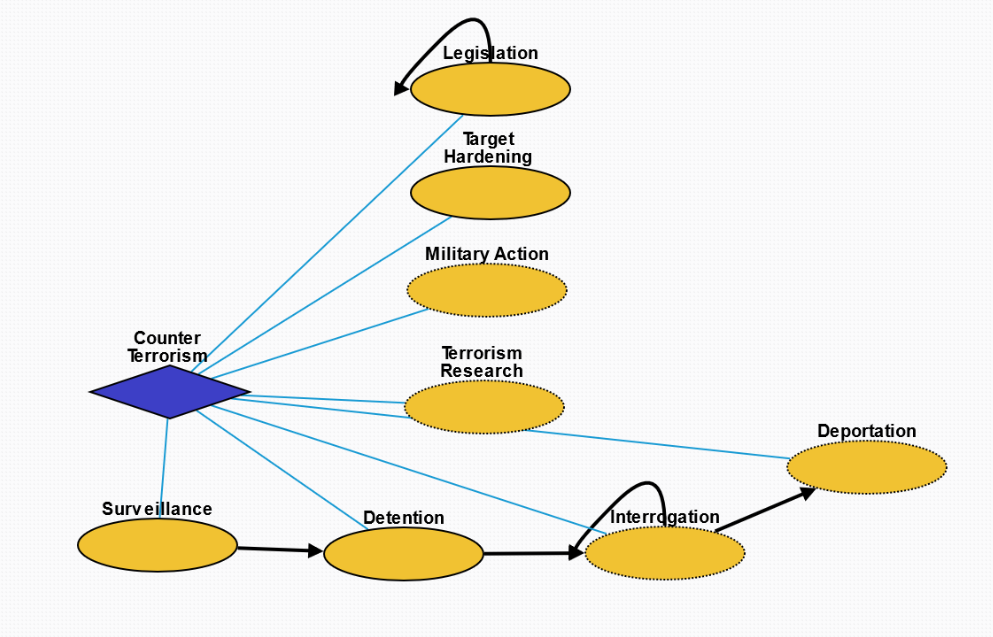 Legislation
Target
Hardening
Military Action
Counter
Terrorism
Terrorism
Research
Deportation
Surveillance
Detention
Interrogation